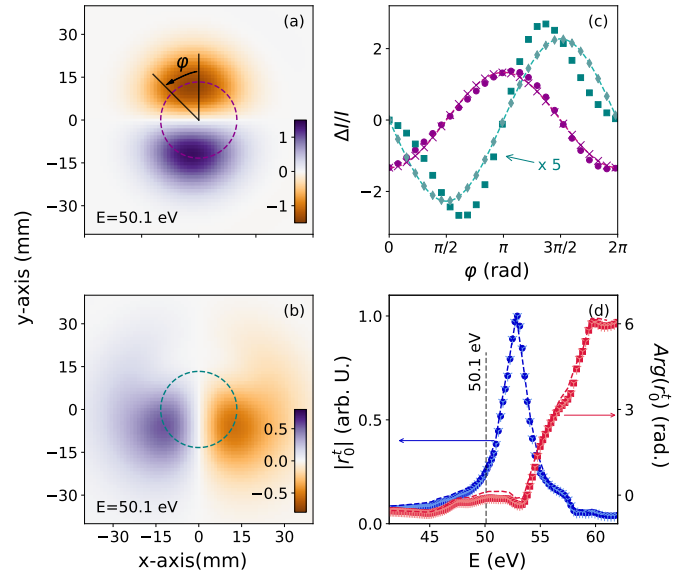 (a)
φ
E=50.1 eV
1
0
−1
30
15
0
−15
−30
y-axis (mm)
(b)
E=50.1 eV
0.5
0.0
−0.5
30
15
0
−15
−30
−30
0
30
x-axis(mm)
(c)
ΔI/I
2
0
−2
x 5
0
π/2
π
3π/2
2π
φ (rad)
(d)
50.1 eV
|r₀ᵗ| (arb. U.)
1.0
0.5
0.0
6
3
0
Arg(r₀ᵗ) (rad.)
45
50
55
60
E (eV)